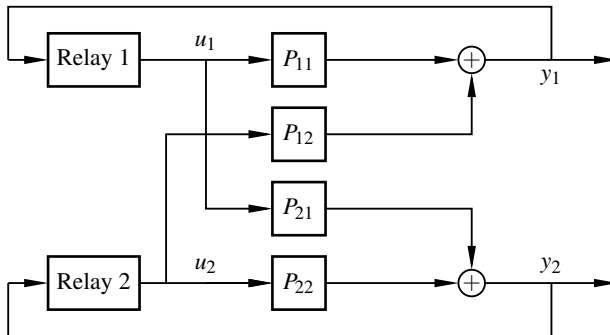 Relay 1 u₁ P₁₁ + y₁
P₁₂
P₂₁
Relay 2 u₂ P₂₂ + y₂